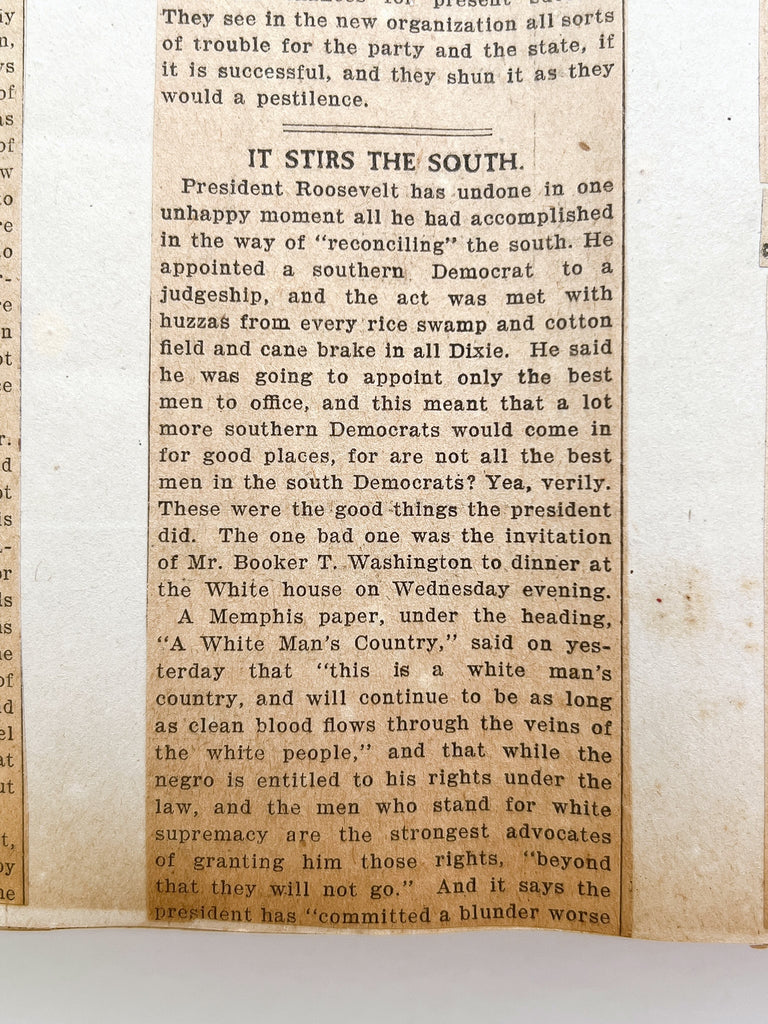 They see in the new organization all sorts
of trouble for the party and the state, if
it is successful, and they shun it as they
would a pestilence.
IT STIRS THE SOUTH.
President Roosevelt has undone in one
unhappy moment all he had accomplished
in the way of "reconciling" the south. He
appointed a southern Democrat to a
judgeship, and the act was met with
huzzas from every rice swamp and cotton
field and cane brake in all Dixie. He said
he was going to appoint only the best
men to office, and this meant that a lot
more southern Democrats would come in
for good places, for are not all the best
men in the south Democrats? Yea, verily.
These were the good things the president
did. The one bad one was the invitation
of Mr. Booker T. Washington to dinner at
the White house on Wednesday evening.
A Memphis paper, under the heading,
"A White Man's Country," said on yes-
terday that "this is a white man's
country, and will continue to be as long
as clean blood flows through the veins of
the white people," and that while the
negro is entitled to his rights under the
law, and the men who stand for white
supremacy are the strongest advocates
of granting him those rights, "beyond
that they will not go." And it says the
president has "committed a blunder worse